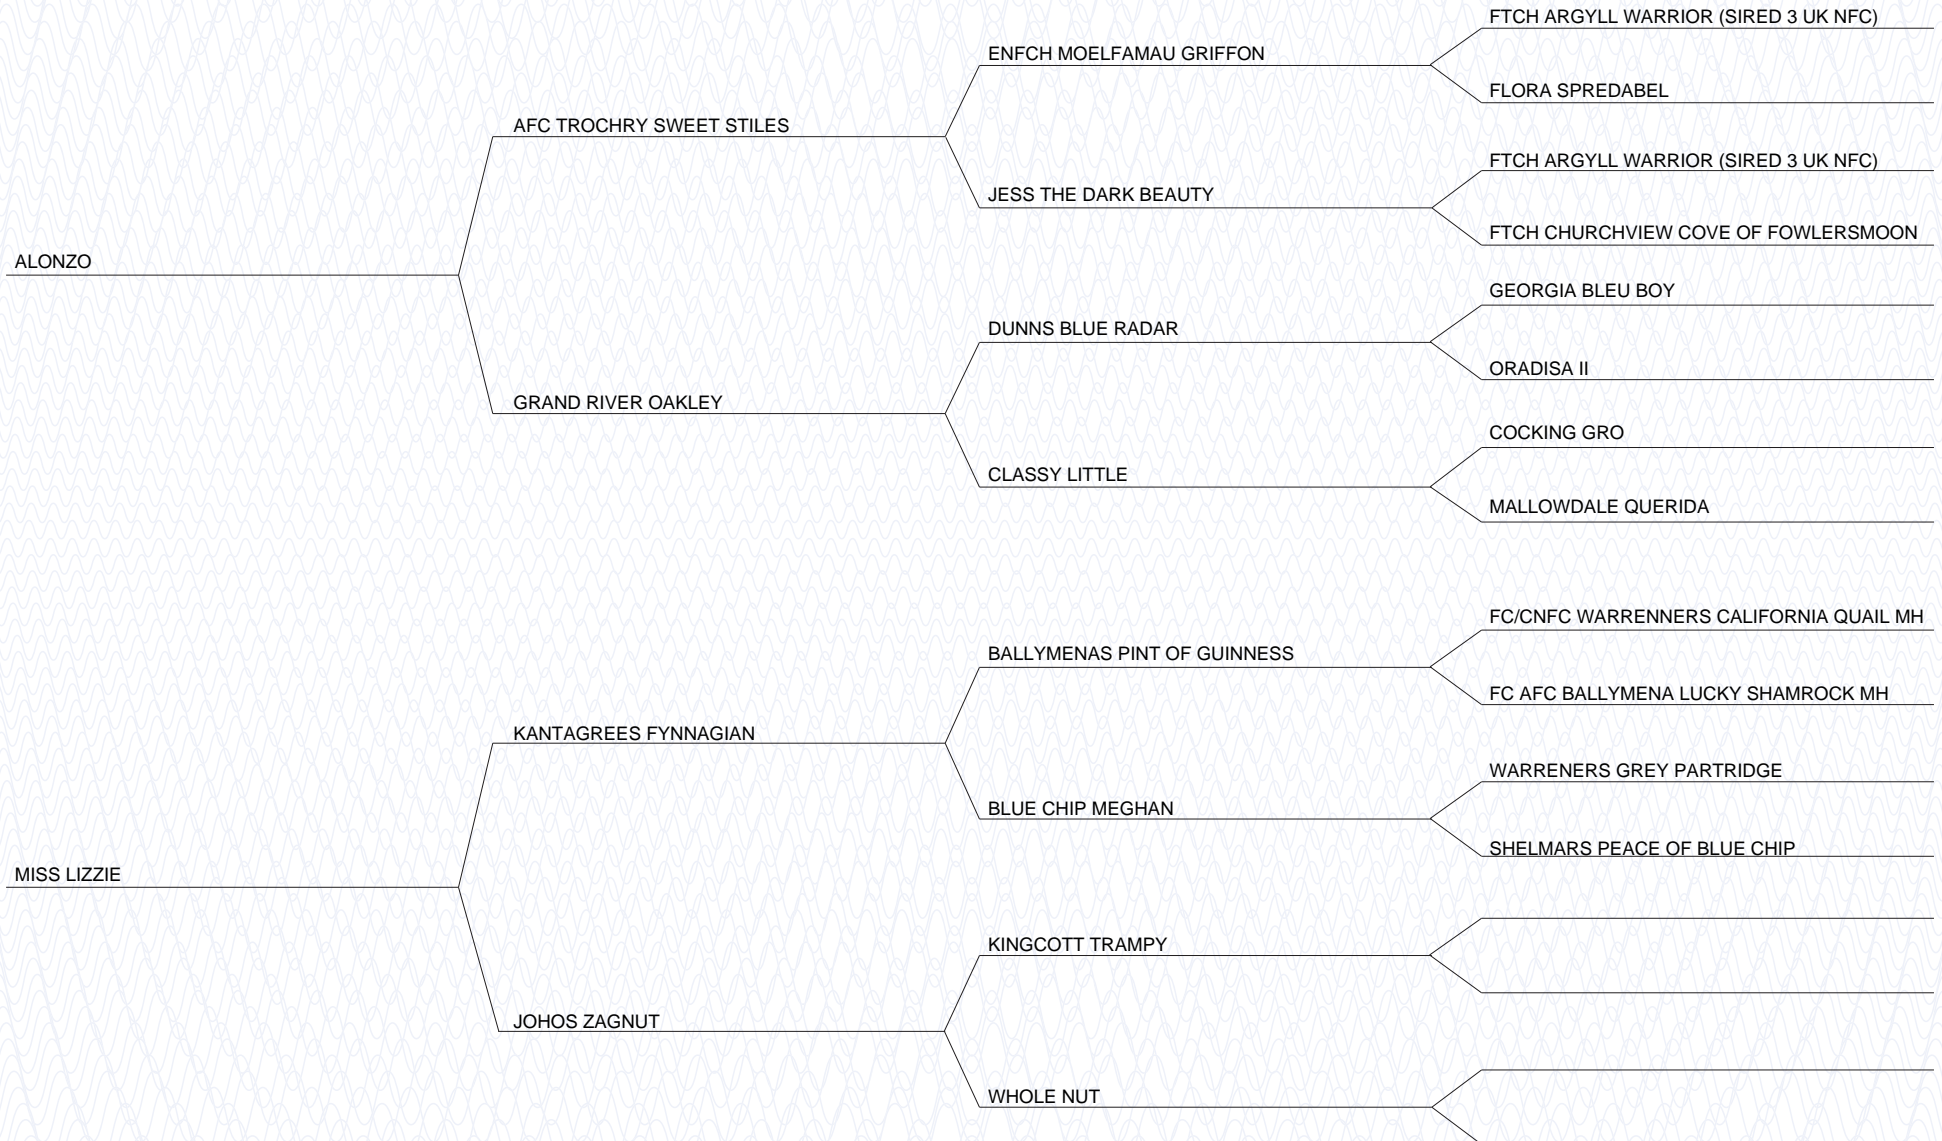 FTCH ARGYLL WARRIOR (SIRED 3 UK NFC)
ENFCH MOELFAMAU GRIFFON
FLORA SPREDABEL
AFC TROCHRY SWEET STILES
FTCH ARGYLL WARRIOR (SIRED 3 UK NFC)
JESS THE DARK BEAUTY
FTCH CHURCHVIEW COVE OF FOWLERSMOON
ALONZO
GEORGIA BLEU BOY
DUNNS BLUE RADAR
ORADISA II
GRAND RIVER OAKLEY
COCKING GRO
CLASSY LITTLE
MALLOWDALE QUERIDA
FC/CNFC WARRENNERS CALIFORNIA QUAIL MH
BALLYMENAS PINT OF GUINNESS
FC AFC BALLYMENA LUCKY SHAMROCK MH
KANTAGREES FYNNAGIAN
WARRENERS GREY PARTRIDGE
BLUE CHIP MEGHAN
SHELMARS PEACE OF BLUE CHIP
MISS LIZZIE
KINGCOTT TRAMPY
JOHOS ZAGNUT
WHOLE NUT